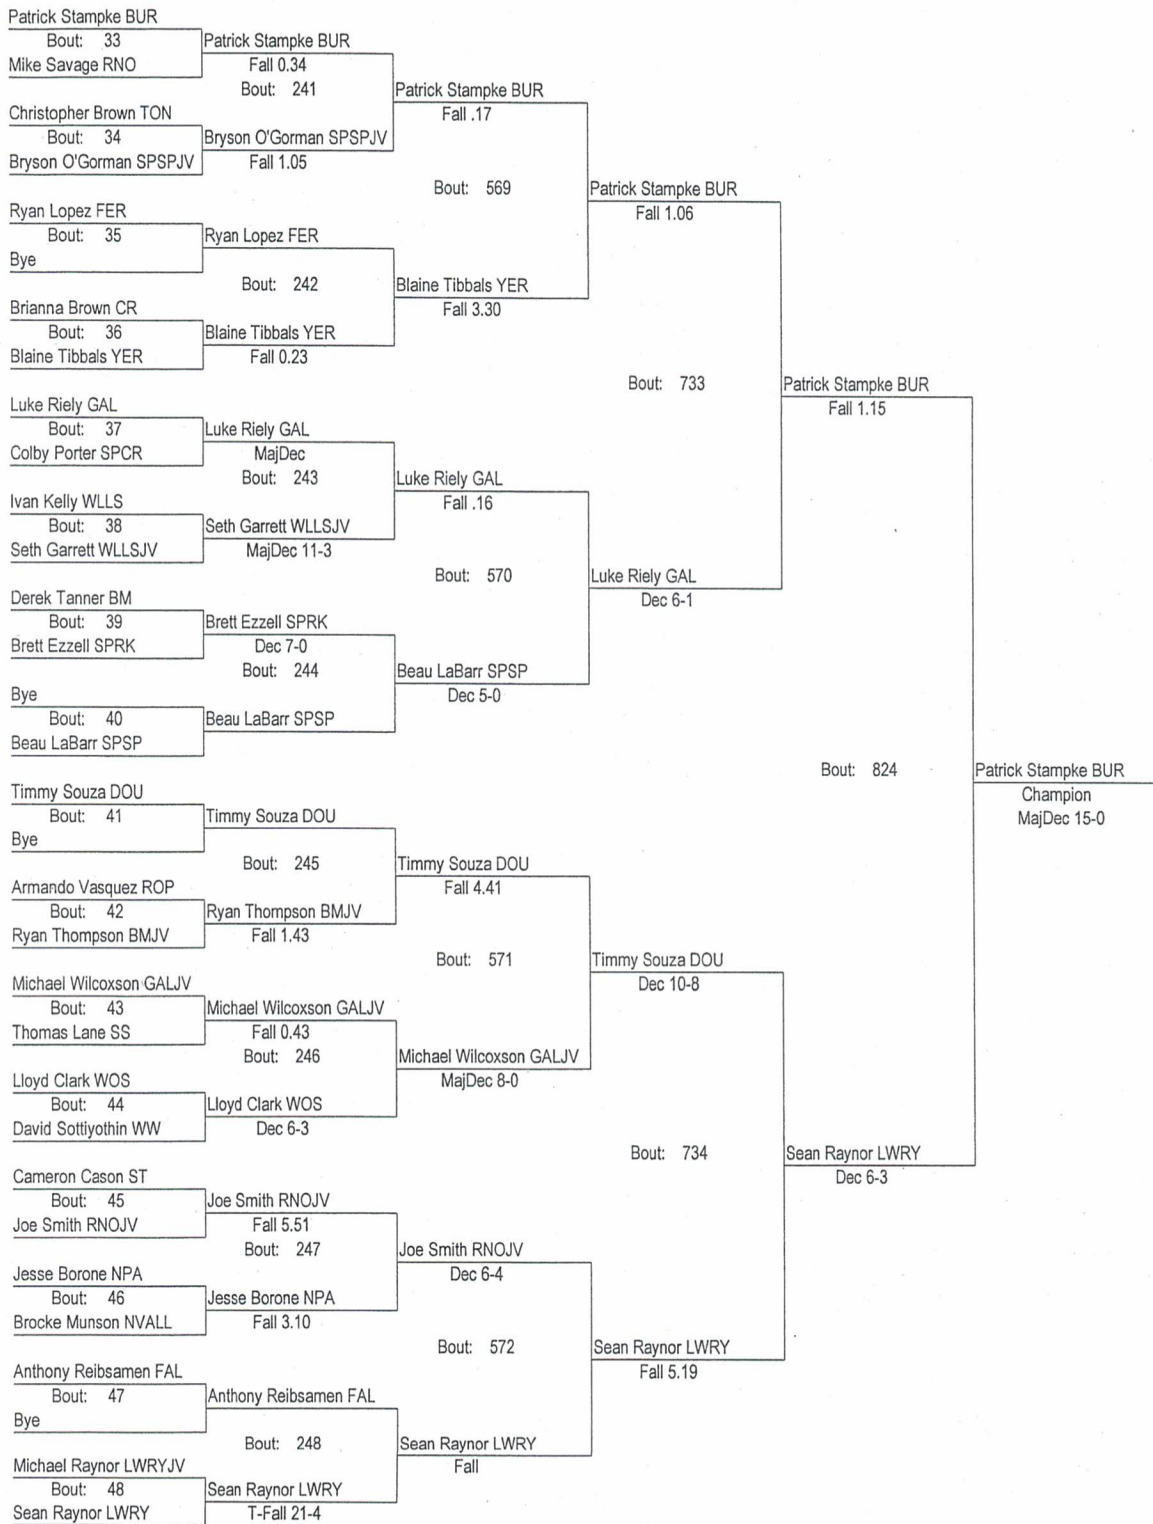 Patrick Stampke BUR
Bout: 33
Mike Savage RNO
Patrick Stampke BUR
Fall 0.34
Bout: 241
Christopher Brown TON
Bout: 34
Bryson O'Gorman SPSPJV
Bryson O'Gorman SPSPJV
Fall 1.05
Patrick Stampke BUR
Fall .17
Bout: 569
Ryan Lopez FER
Bout: 35
Bye
Ryan Lopez FER
Bout: 242
Brianna Brown CR
Bout: 36
Blaine Tibbals YER
Blaine Tibbals YER
Fall 0.23
Blaine Tibbals YER
Fall 3.30
Patrick Stampke BUR
Fall 1.06
Bout: 733
Luke Riely GAL
Bout: 37
Colby Porter SPCR
Luke Riely GAL
MajDec
Bout: 243
Ivan Kelly WLLS
Bout: 38
Seth Garrett WLLSJV
Seth Garrett WLLSJV
MajDec 11-3
Luke Riely GAL
Fall .16
Bout: 570
Derek Tanner BM
Bout: 39
Brett Ezzell SPRK
Brett Ezzell SPRK
Dec 7-0
Bout: 244
Bye
Bout: 40
Beau LaBarr SPSP
Beau LaBarr SPSP
Beau LaBarr SPSP
Dec 5-0
Luke Riely GAL
Dec 6-1
Patrick Stampke BUR
Fall 1.15
Bout: 824
Patrick Stampke BUR
Champion
MajDec 15-0
Timmy Souza DOU
Bout: 41
Bye
Timmy Souza DOU
Bout: 245
Armando Vasquez ROP
Bout: 42
Ryan Thompson BMJV
Ryan Thompson BMJV
Fall 1.43
Timmy Souza DOU
Fall 4.41
Bout: 571
Michael Wilcoxson GALJV
Bout: 43
Thomas Lane SS
Michael Wilcoxson GALJV
Fall 0.43
Bout: 246
Lloyd Clark WOS
Bout: 44
David Sottiyothin WW
Lloyd Clark WOS
Dec 6-3
Michael Wilcoxson GALJV
MajDec 8-0
Timmy Souza DOU
Dec 10-8
Bout: 734
Cameron Cason ST
Bout: 45
Joe Smith RNOJV
Joe Smith RNOJV
Fall 5.51
Bout: 247
Jesse Borone NPA
Bout: 46
Brocke Munson NVALL
Jesse Borone NPA
Fall 3.10
Joe Smith RNOJV
Dec 6-4
Bout: 572
Anthony Reibsamen FAL
Bout: 47
Bye
Anthony Reibsamen FAL
Bout: 248
Michael Raynor LWRYJV
Bout: 48
Sean Raynor LWRY
Sean Raynor LWRY
T-Fall 21-4
Sean Raynor LWRY
Fall
Sean Raynor LWRY
Fall 5.19
Sean Raynor LWRY
Dec 6-3